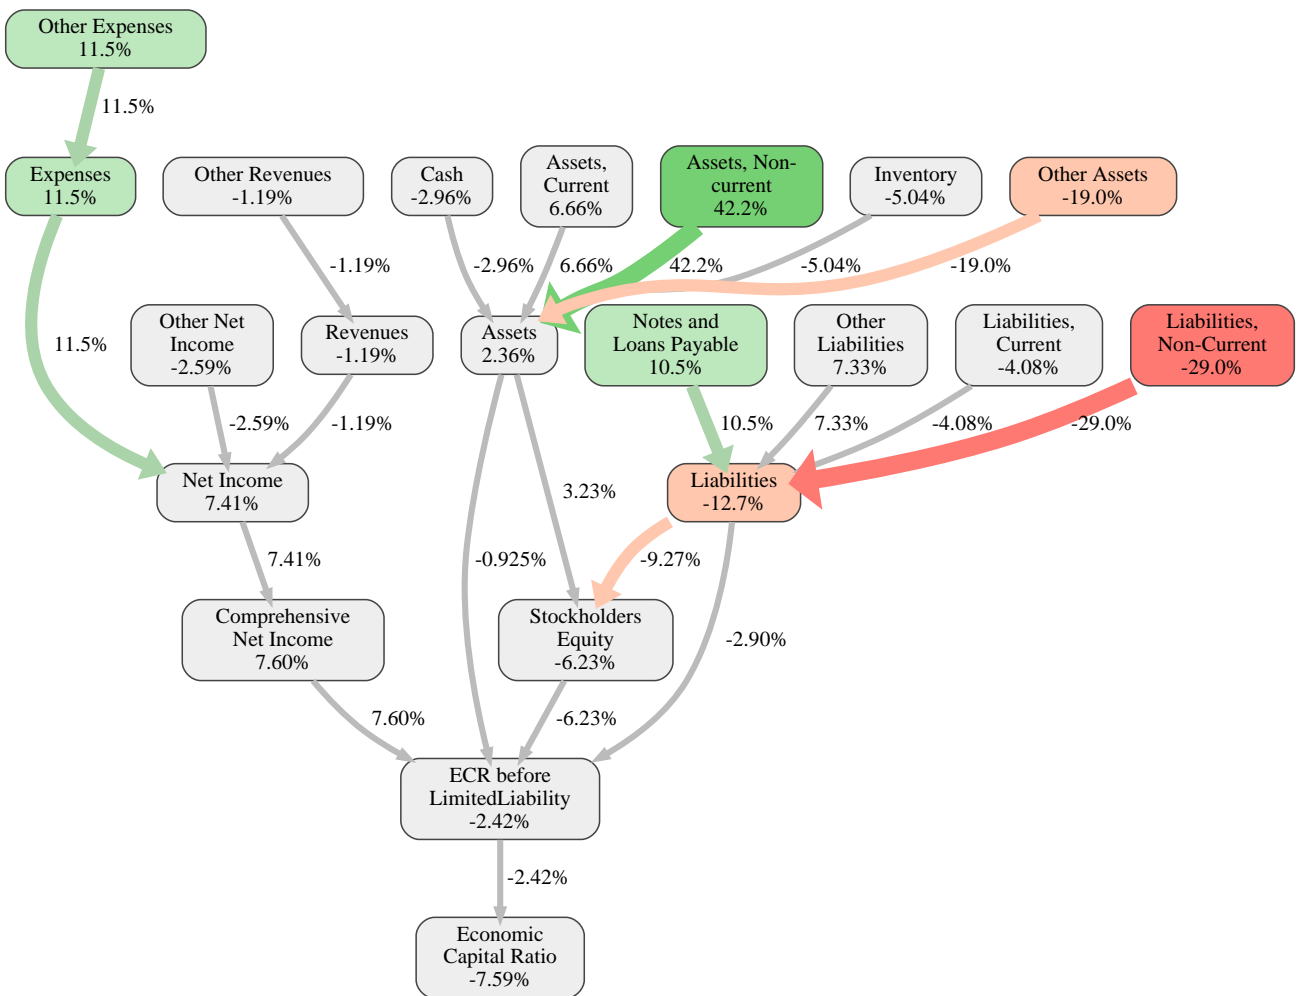 Other Expenses
11.5%
11.5%
Expenses
11.5%
Other Revenues
-1.19%
Cash
-2.96%
Assets,
Current
6.66%
Assets, Non-
current
42.2%
Inventory
-5.04%
Other Assets
-19.0%
-1.19%
-2.96%
6.66%
42.2%
-5.04%
-19.0%
11.5%
Other Net
Income
-2.59%
Revenues
-1.19%
Assets
2.36%
Notes and
Loans Payable
10.5%
Other
Liabilities
7.33%
Liabilities,
Current
-4.08%
Liabilities,
Non-Current
-29.0%
-2.59%
-1.19%
10.5%
7.33%
-4.08%
-29.0%
Net Income
7.41%
3.23%
Liabilities
-12.7%
7.41%
-0.925%
-9.27%
Comprehensive
Net Income
7.60%
Stockholders
Equity
-6.23%
-2.90%
7.60%
-6.23%
ECR before
LimitedLiability
-2.42%
-2.42%
Economic
Capital Ratio
-7.59%